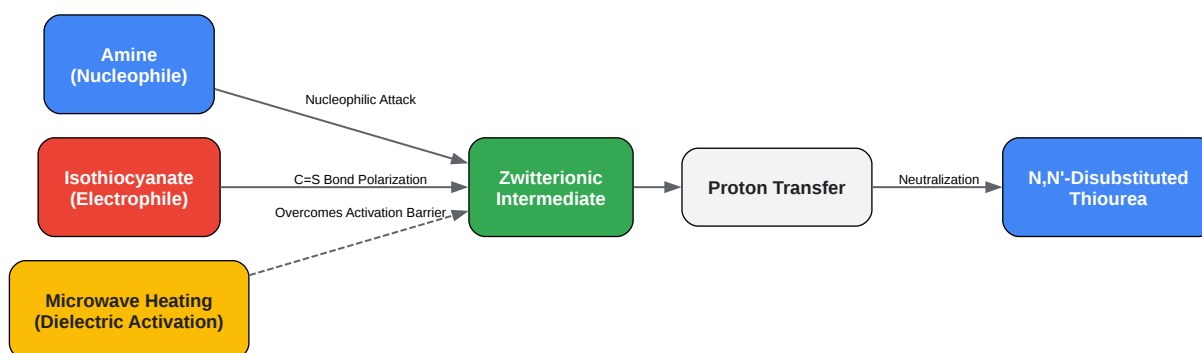 Amine
(Nucleophile)
Nucleophilic Attack
Isothiocyanate
(Electrophile)
C=S Bond Polarization
Overcomes Activation Barrier
Microwave Heating
(Dielectric Activation)
Zwitterionic
Intermediate
Proton Transfer
Neutralization
N,N'-Disubstituted
Thiourea